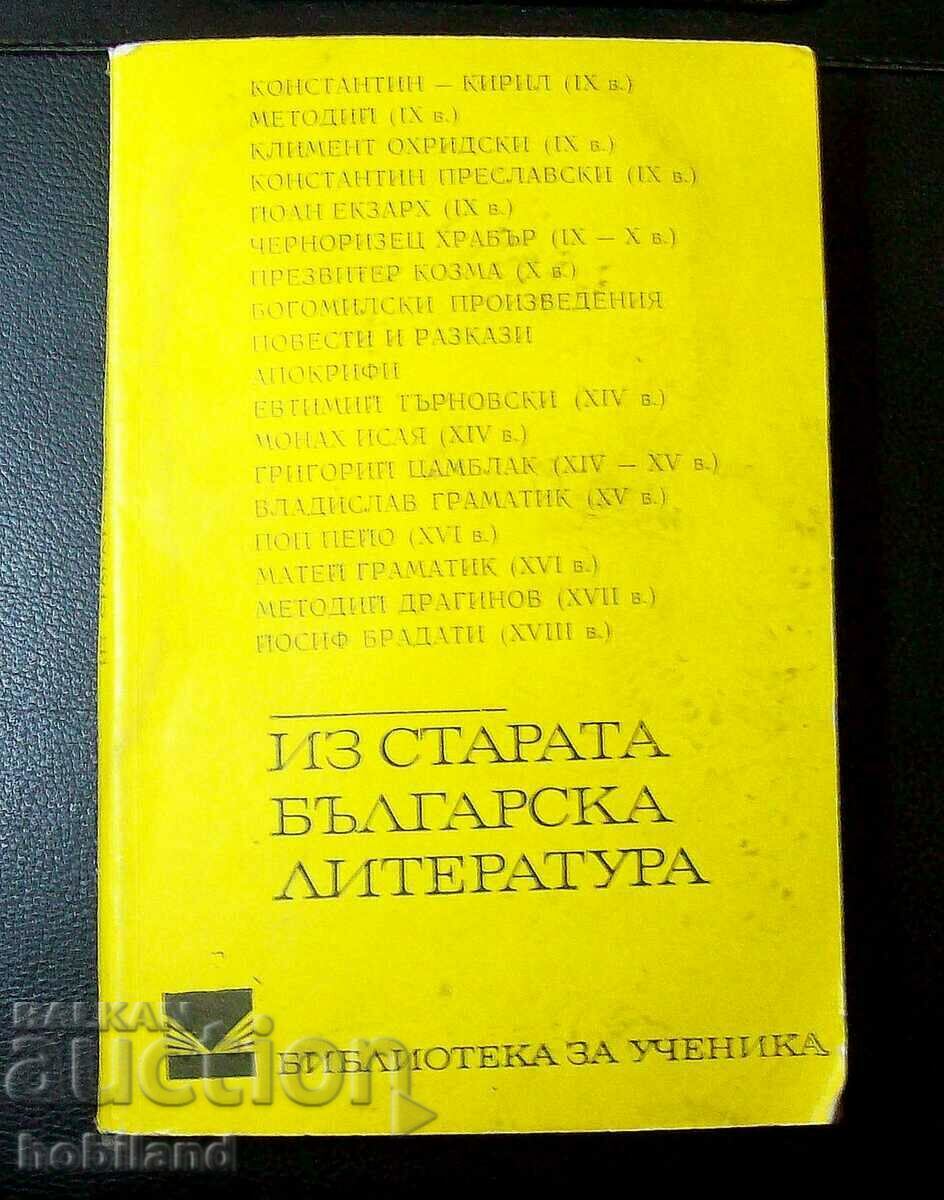 КОНСТАНТИН – КИРИЛ (IX в.)
МЕТОДИЙ (IX в.)
КЛИМЕНТ ОХРИДСКИ (IX в.)
КОНСТАНТИН ПРЕСЛАВСКИ (IX в.)
ЙОАН ЕКЗАРХ (IX в.)
ЧЕРНОРИЗЕЦ ХРАБЪР (IX – X в.)
ПРЕЗВИТЕР КОЗМА (X в.)
БОГОМИЛСКИ ПРОИЗВЕДЕНИЯ
ПОВЕСТИ И РАЗКАЗИ
АПОКРИФИ
ЕВТИМИЙ ТЪРНОВСКИ (XIV в.)
МОНАХ ИСАЯ (XIV в.)
ГРИГОРИЙ ЦАМБЛАК (XIV – XV в.)
ВЛАДИСЛАВ ГРАМАТИК (XV в.)
ПОП ПЕЙО (XVI в.)
МАТЕЙ ГРАМАТИК (XVI в.)
МЕТОДИЙ ДРАГИНОВ (XVII в.)
ЙОСИФ БРАДАТИ (XVIII в.)
ИЗ СТАРАТА
БЪЛГАРСКА
ЛИТЕРАТУРА
БИБЛИОТЕКА ЗА УЧЕНИКА
BALKAN
auction
hobiland